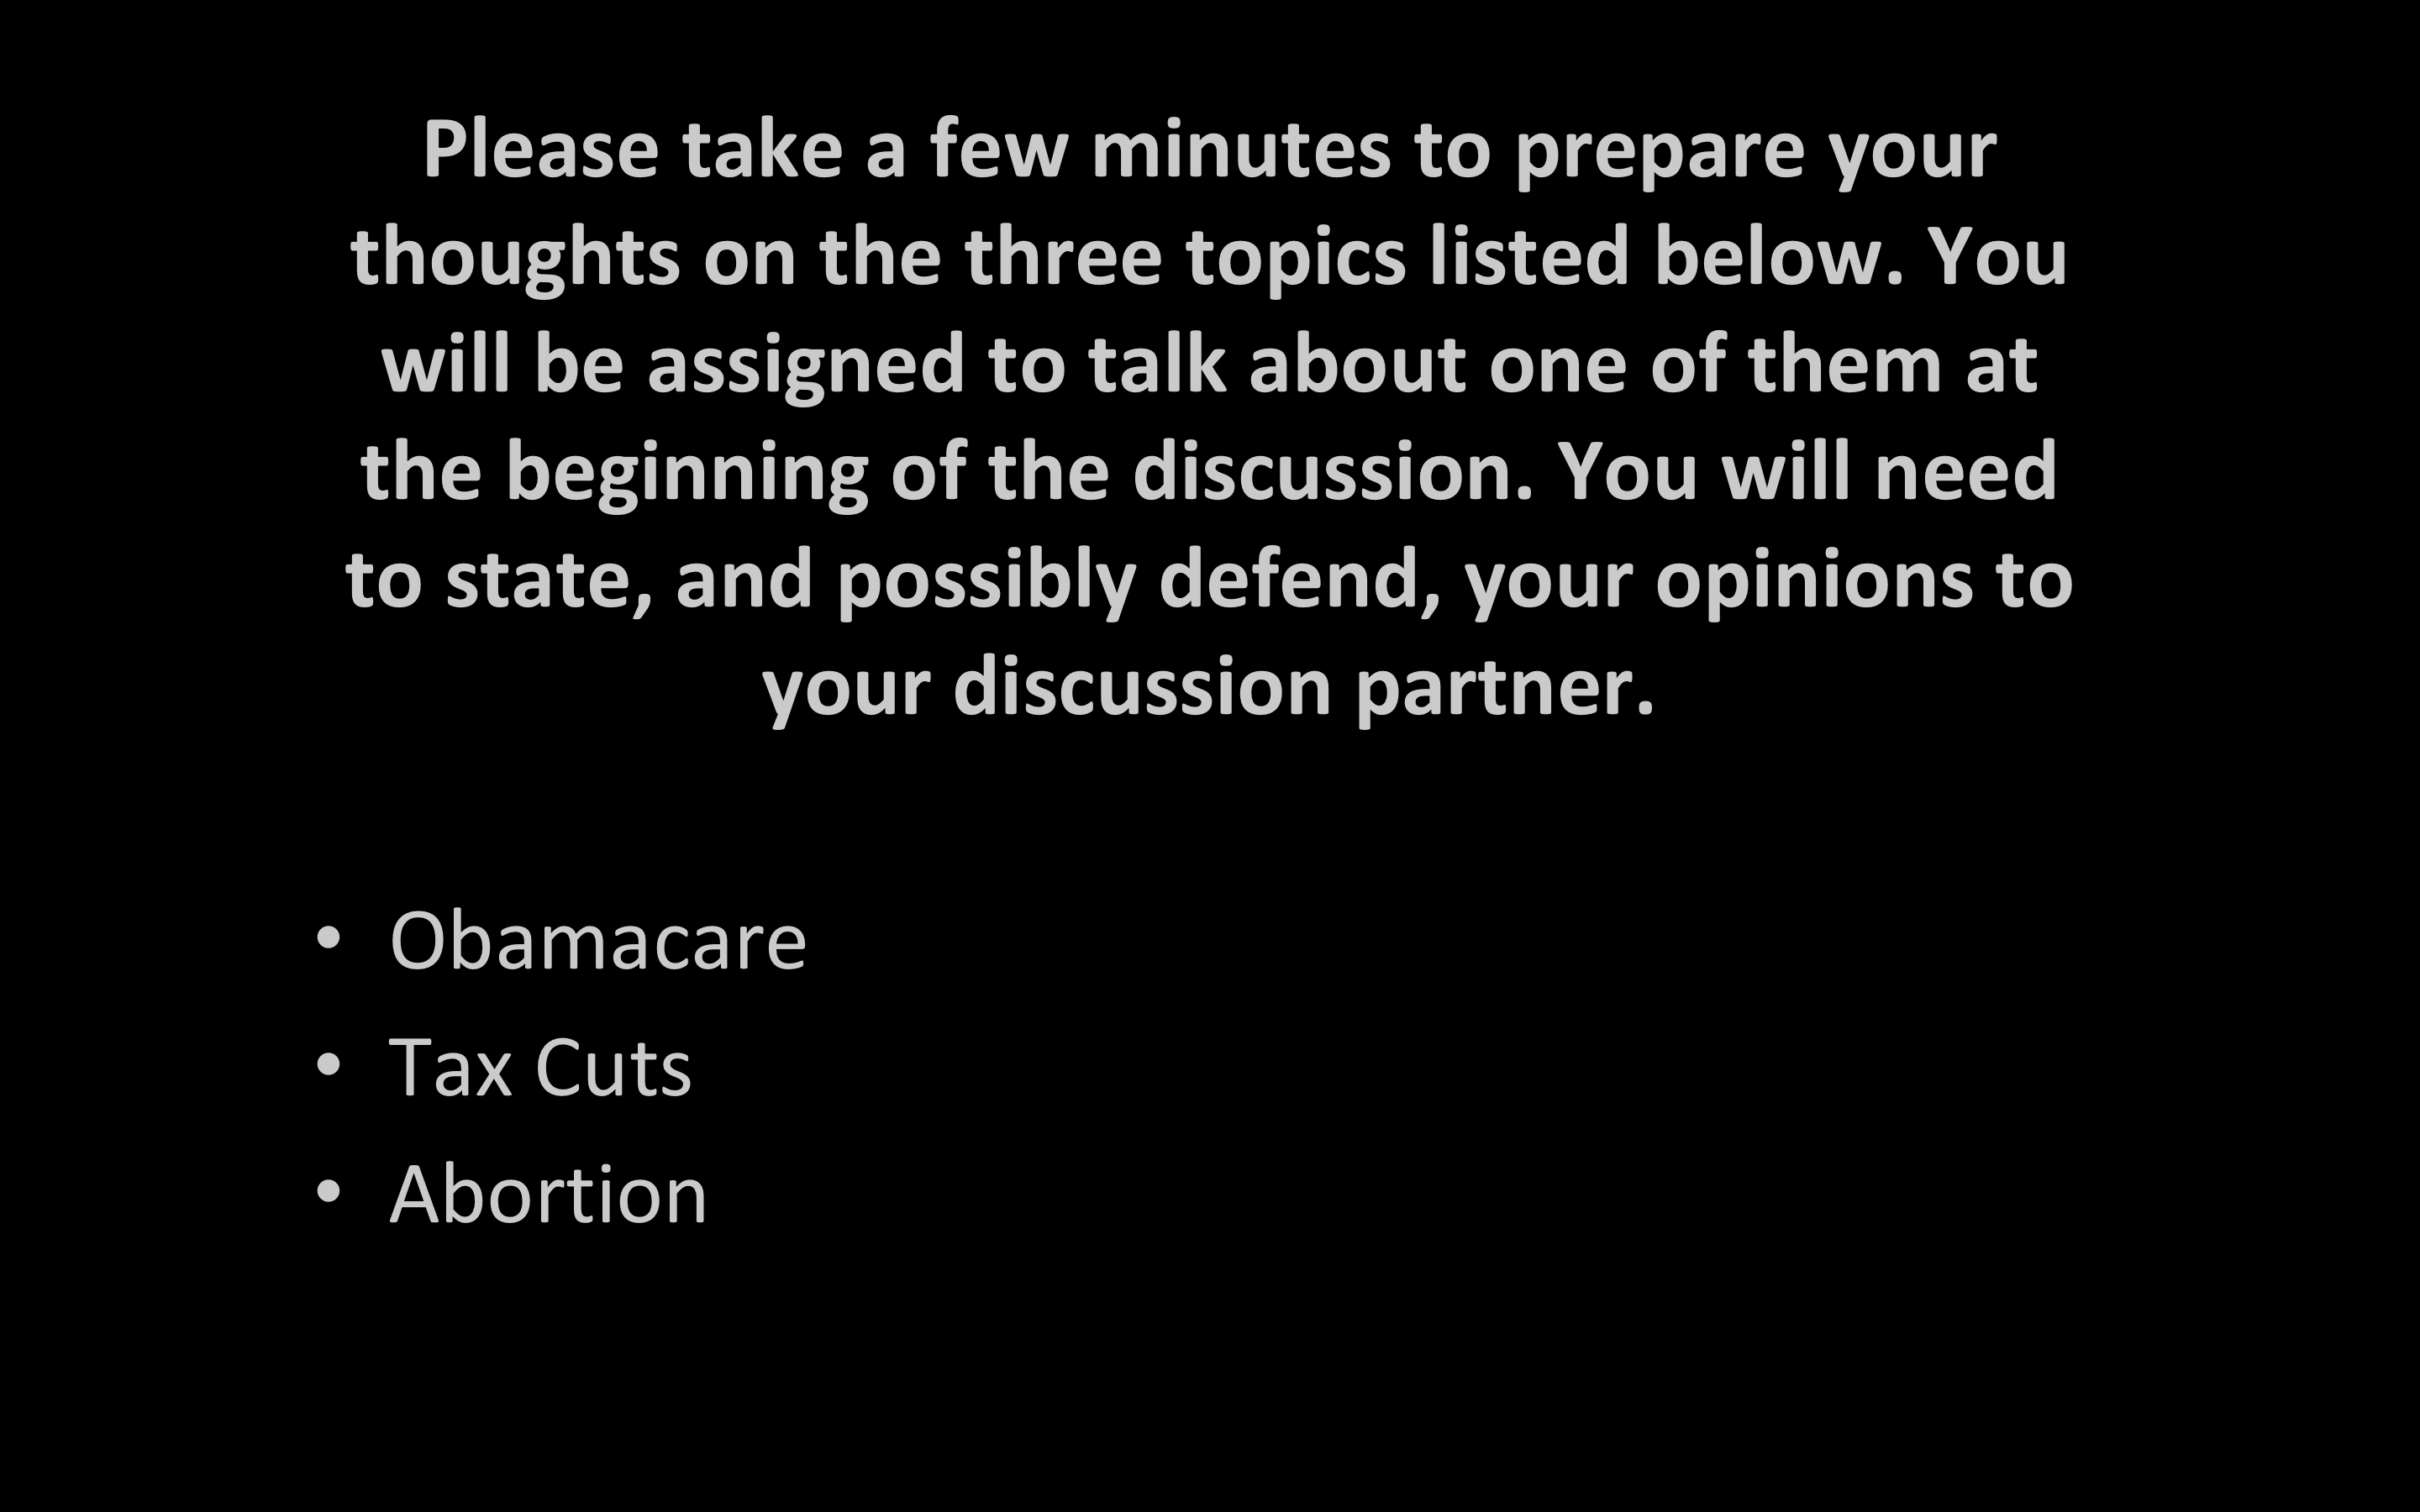 Please take a few minutes to prepare your
thoughts on the three topics listed below. You
will be assigned to talk about one of them at
the beginning of the discussion. You will need
to state, and possibly defend, your opinions to
your discussion partner.
• Obamacare
• Tax Cuts
• Abortion